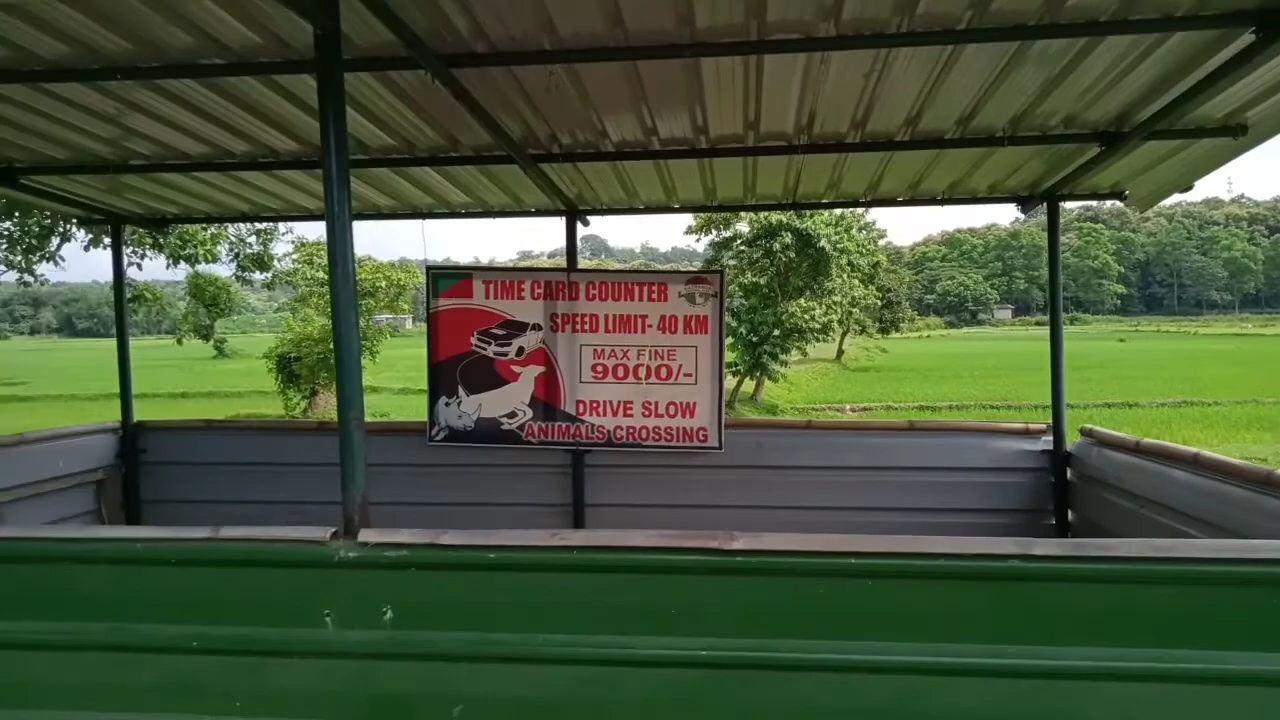 TIME CARD COUNTER
SPEED LIMIT- 40 KM
MAX FINE
9000/-
DRIVE SLOW
ANIMALS CROSSING